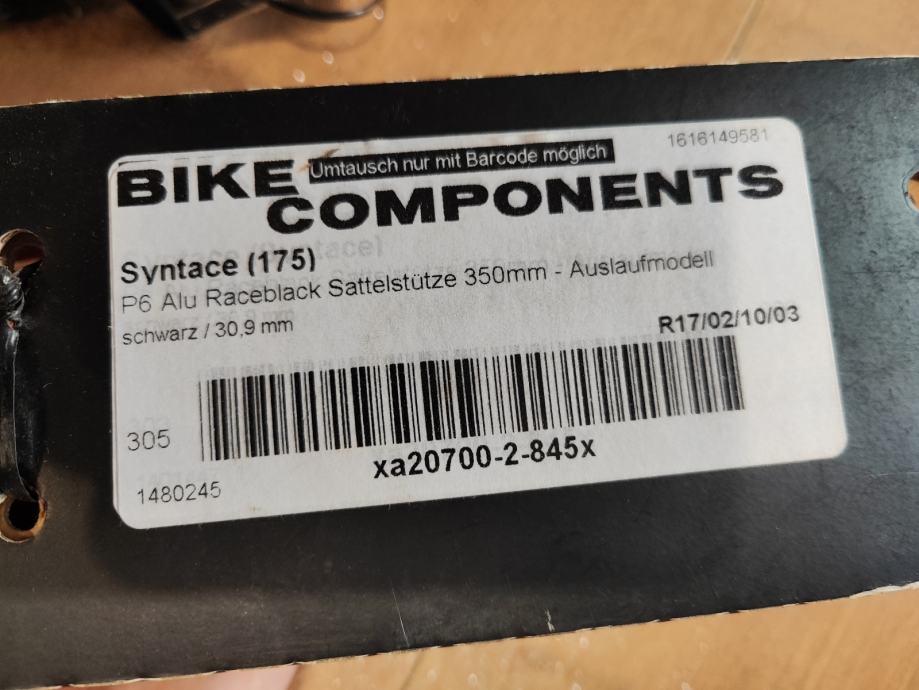 1616149581
BIKE Umtausch nur mit Barcode möglich
COMPONENTS
Syntace (175)
P6 Alu Raceblack Sattelstütze 350mm - Auslaufmodell
schwarz / 30,9 mm
R17/02/10/03
305
xa20700-2-845x
1480245